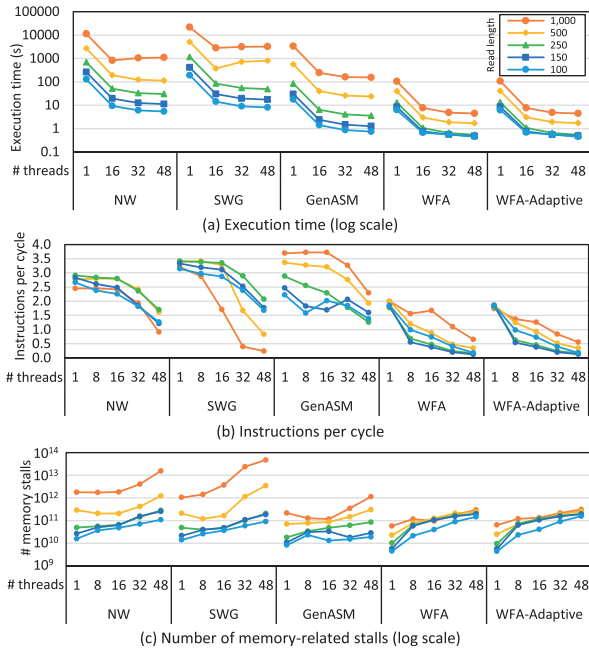 Execution time (s)
100000
10000
1000
100
10
1
0.1
Read length
1,000
500
250
150
100
# threads 1 16 32 48 1 16 32 48 1 16 32 48 1 16 32 48 1 16 32 48
NW SWG GenASM WFA WFA-Adaptive
(a) Execution time (log scale)
Instructions per cycle
4.0
3.5
3.0
2.5
2.0
1.5
1.0
0.5
0.0
# threads 1 8 16 32 48 1 8 16 32 48 1 8 16 32 48 1 8 16 32 48 1 8 16 32 48
NW SWG GenASM WFA WFA-Adaptive
(b) Instructions per cycle
# memory stalls
10^14
10^13
10^12
10^11
10^10
10^9
# threads 1 8 16 32 48 1 8 16 32 48 1 8 16 32 48 1 8 16 32 48 1 8 16 32 48
NW SWG GenASM WFA WFA-Adaptive
(c) Number of memory-related stalls (log scale)